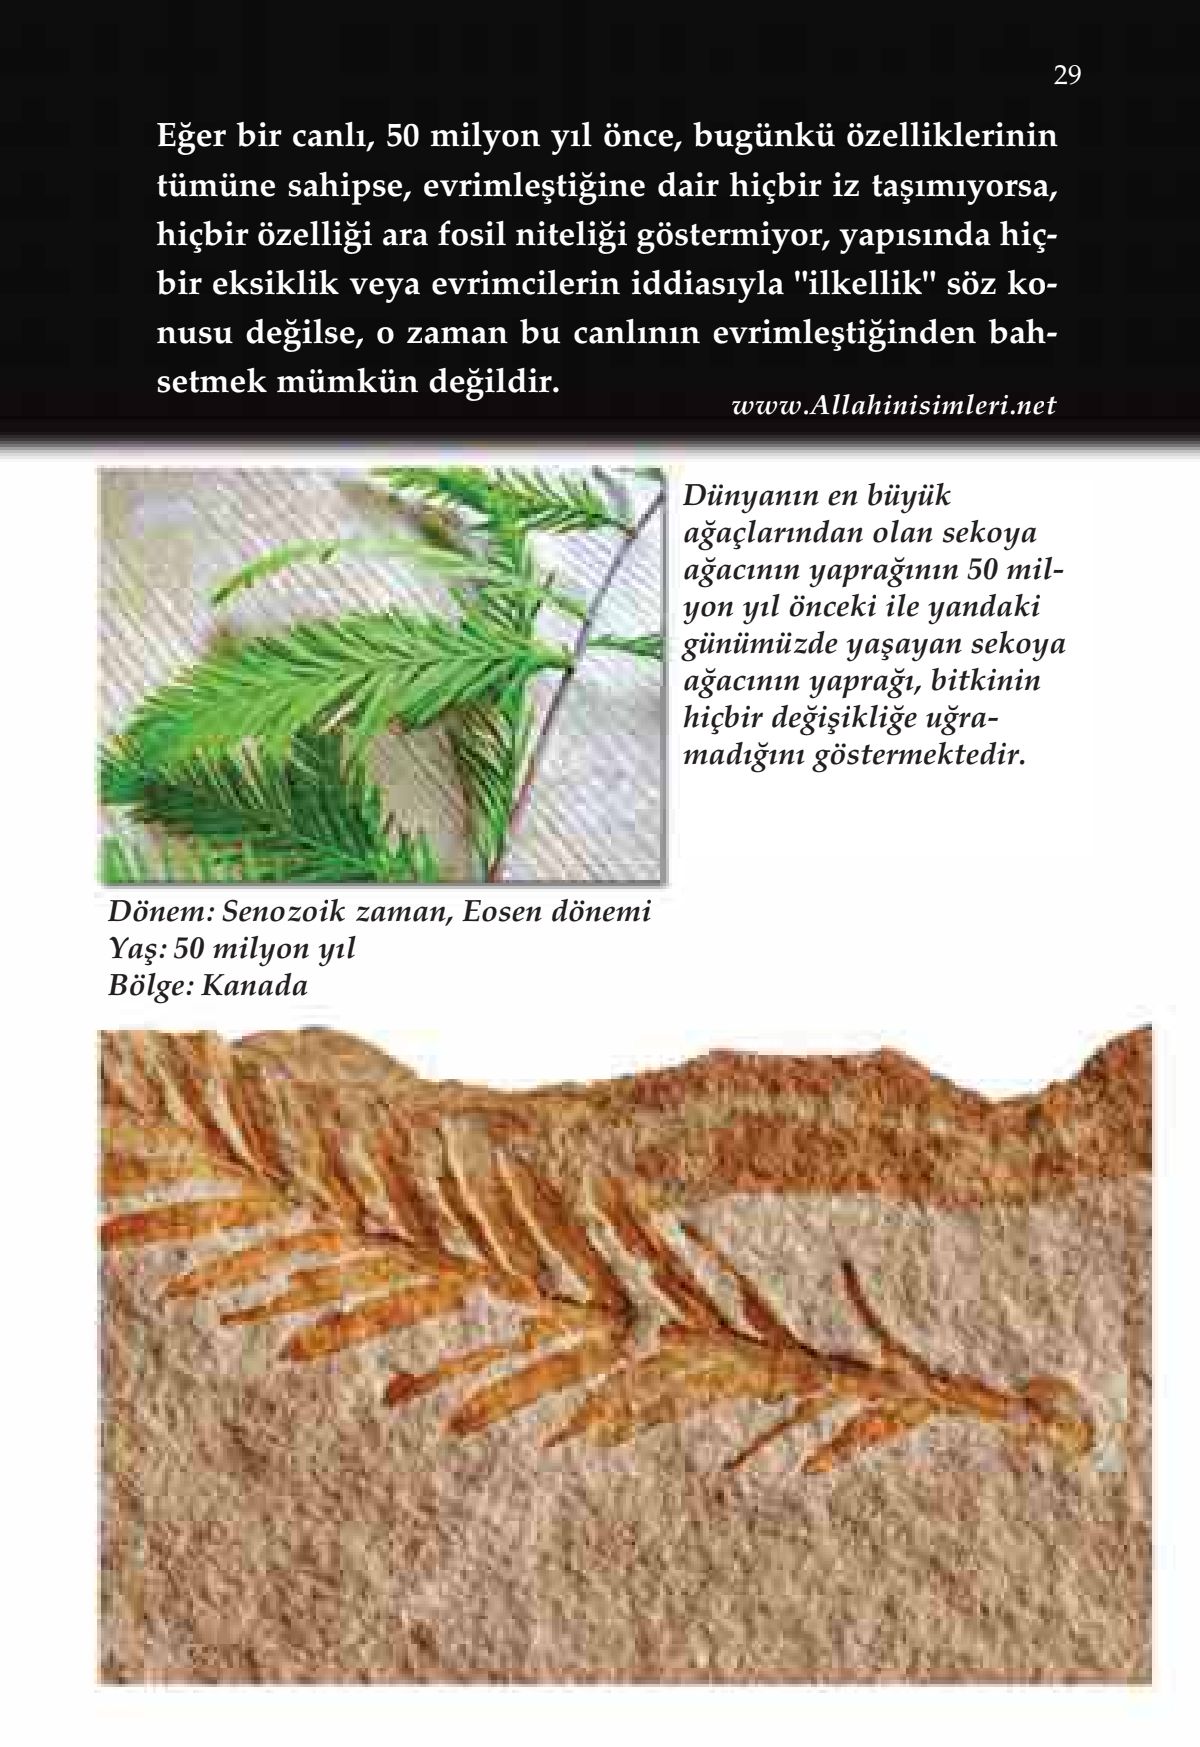 29
Eğer bir canlı, 50 milyon yıl önce, bugünkü özelliklerinin
tümüne sahipse, evrimleştiğine dair hiçbir iz taşımıyorsa,
hiçbir özelliği ara fosil niteliği göstermiyor, yapısında hiç-
bir eksiklik veya evrimcilerin iddiasıyla "ilkellik" söz ko-
nusu değilse, o zaman bu canlının evrimleştiğinden bah-
setmek mümkün değildir.
www.Allahinisimleri.net
Dünyanın en büyük
ağaçlarından olan sekoya
ağacının yaprağının 50 mil-
yon yıl önceki ile yandaki
günümüzde yaşayan sekoya
ağacının yaprağı, bitkinin
hiçbir değişikliğe uğra-
madığını göstermektedir.
Dönem: Senozoik zaman, Eosen dönemi
Yaş: 50 milyon yıl
Bölge: Kanada